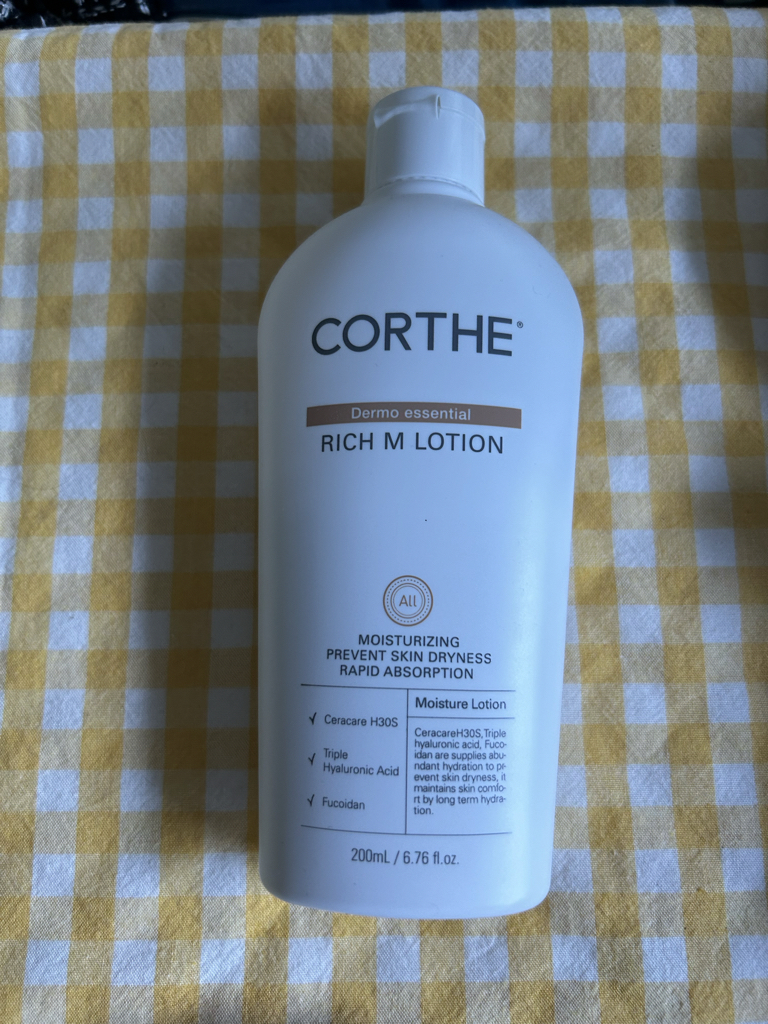 CORTHE®
Dermo essential
RICH M LOTION
All
MOISTURIZING
PREVENT SKIN DRYNESS
RAPID ABSORPTION
✓ Ceracare H30S
✓ Triple
Hyaluronic Acid
✓ Fucoidan
Moisture Lotion
CeracareH30S,Triple
hyaluronic acid, Fuco-
idan are supplies abu-
ndant hydration to pr-
event skin dryness, it
maintains skin comfo-
rt by long term hydra-
tion.
200mL / 6.76 fl.oz.